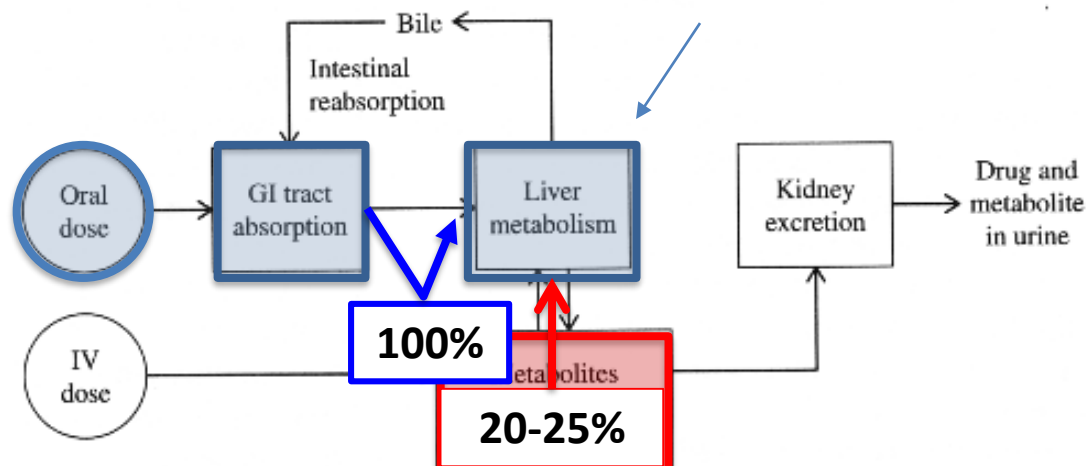 Bile
Intestinal
reabsorption
Oral
dose
GI tract
absorption
Liver
metabolism
Kidney
excretion
Drug and
metabolite
in urine
100%
IV
dose
etabolites
20-25%